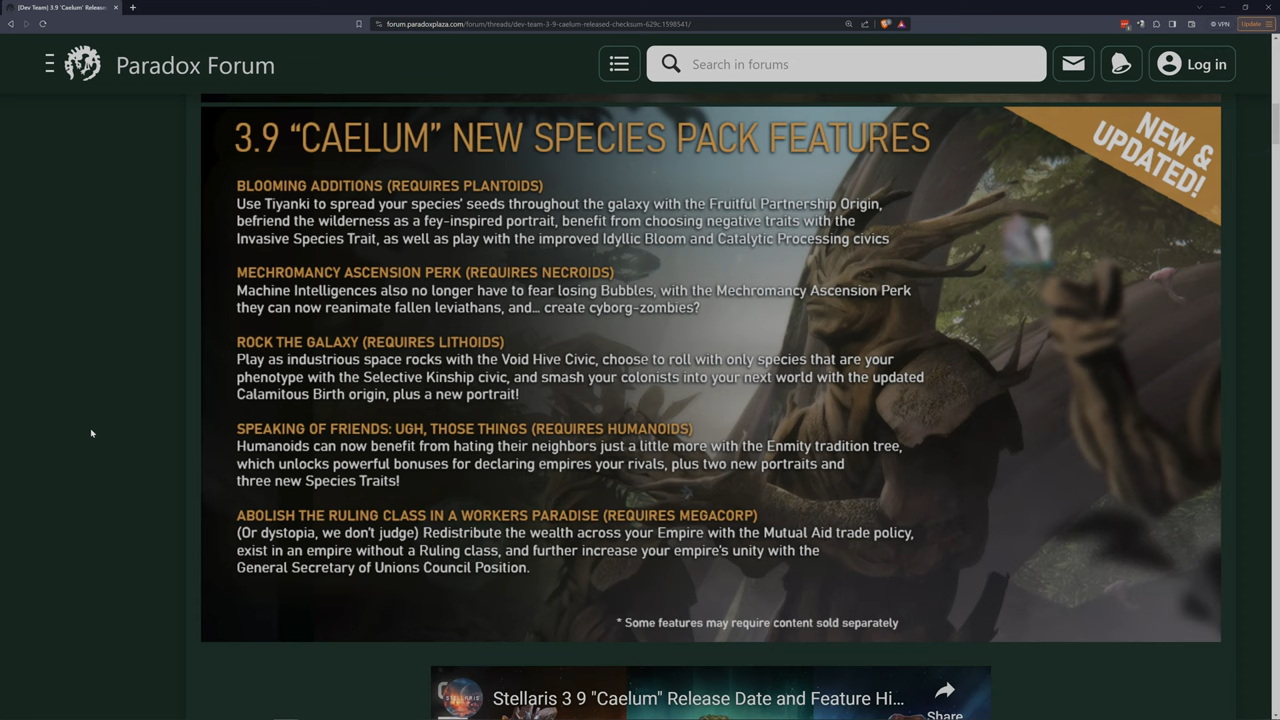 [Dev Team] 3.9 'Caelum' Release
forum.paradoxplaza.com/forum/threads/dev-team-3-9-caelum-released-checksum-629c.1598541/
VPN
Update
Paradox Forum
Search in forums
Log in
3.9 “CAELUM” NEW SPECIES PACK FEATURES
NEW &
UPDATED!
BLOOMING ADDITIONS (REQUIRES PLANTOIDS)
Use Tiyanki to spread your species' seeds throughout the galaxy with the Fruitful Partnership Origin,
befriend the wilderness as a fey-inspired portrait, benefit from choosing negative traits with the
Invasive Species Trait, as well as play with the improved Idyllic Bloom and Catalytic Processing civics
MECHROMANCY ASCENSION PERK (REQUIRES NECROIDS)
Machine Intelligences also no longer have to fear losing Bubbles, with the Mechromancy Ascension Perk
they can now reanimate fallen leviathans, and... create cyborg-zombies?
ROCK THE GALAXY (REQUIRES LITHOIDS)
Play as industrious space rocks with the Void Hive Civic, choose to roll with only species that are your
phenotype with the Selective Kinship civic, and smash your colonists into your next world with the updated
Calamitous Birth origin, plus a new portrait!
SPEAKING OF FRIENDS: UGH, THOSE THINGS (REQUIRES HUMANOIDS)
Humanoids can now benefit from hating their neighbors just a little more with the Enmity tradition tree,
which unlocks powerful bonuses for declaring empires your rivals, plus two new portraits and
three new Species Traits!
ABOLISH THE RULING CLASS IN A WORKERS PARADISE (REQUIRES MEGACORP)
(Or dystopia, we don't judge) Redistribute the wealth across your Empire with the Mutual Aid trade policy,
exist in an empire without a Ruling class, and further increase your empire's unity with the
General Secretary of Unions Council Position.
* Some features may require content sold separately
STELLARIS
Stellaris 3 9 "Caelum" Release Date and Feature Hi...
Share